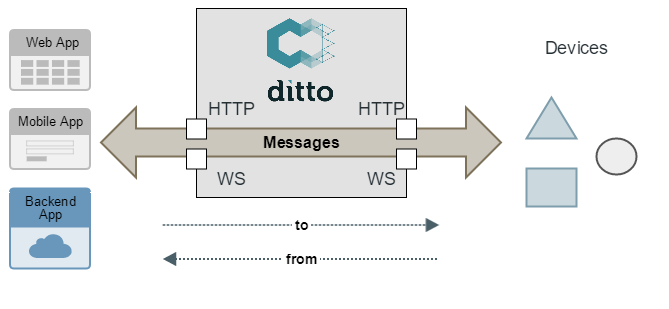 Web App
Mobile App
Backend
App
ditto
HTTP
HTTP
Messages
WS
WS
to
from
Devices